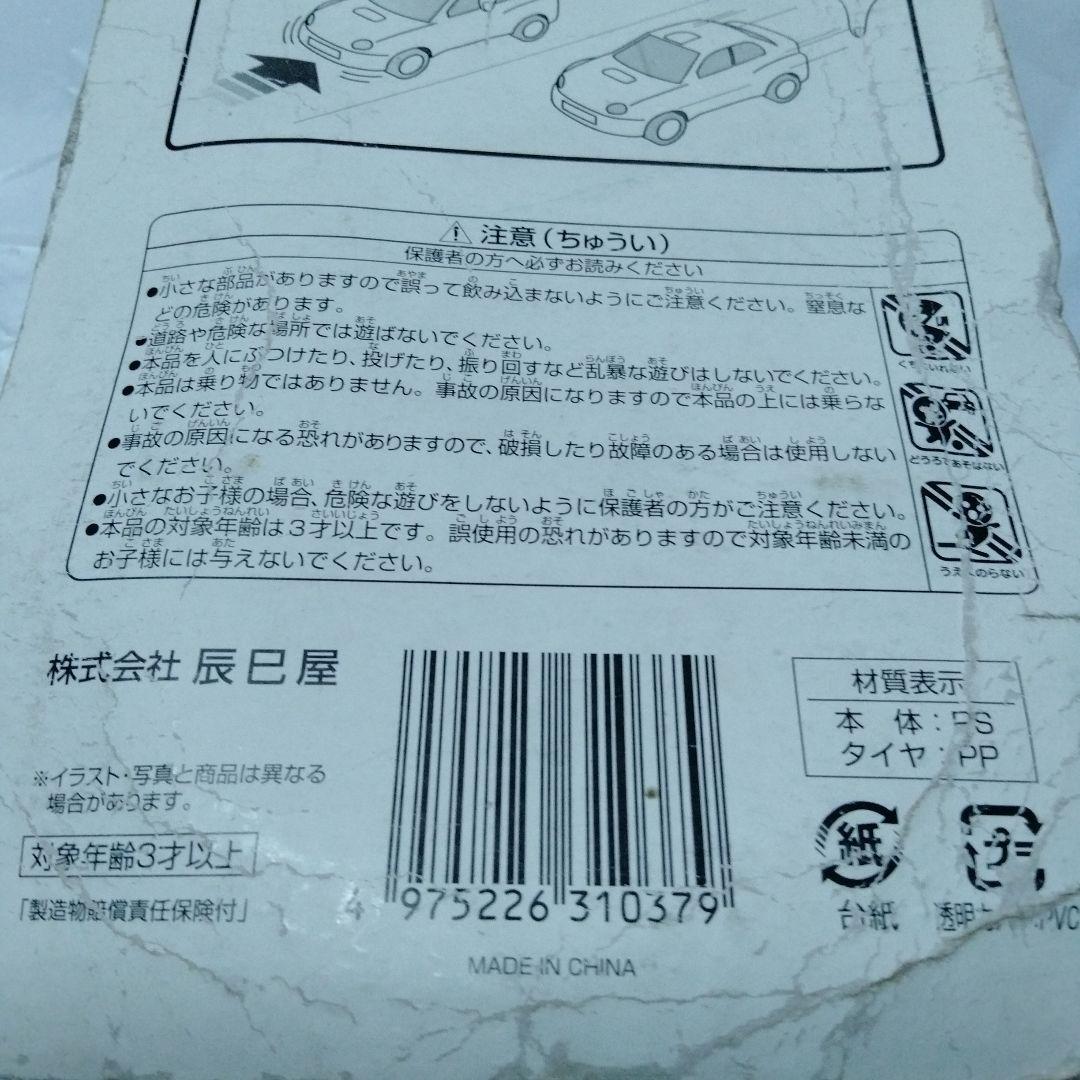 ⚠ 注意(ちゅうい)
保護者の方へ必ずお読みください
●小さな部品がありますので誤って飲み込まないようにご注意ください。窒息な
どの危険があります。
●道路や危険な場所では遊ばないでください。
●本品を人にぶつけたり、投げたり、振り回すなど乱暴な遊びはしないでください。
●本品は乗り物ではありません。事故の原因になりますので本品の上には乗らな
いでください。
●事故の原因になる恐れがありますので、破損したり故障のある場合は使用しない
でください。
●小さなお子様の場合、危険な遊びをしないように保護者の方がご注意ください。
●本品の対象年齢は3才以上です。誤使用の恐れがありますので対象年齢未満の
お子様には与えないでください。
どうろであそばない
うえにのらない
株式会社 辰巳屋
※イラスト・写真と商品は異なる
場合があります。
対象年齢3才以上
「製造物賠償責任保険付」
4 975226 310379
MADE IN CHINA
材質表示
本 体:PS
タイヤ:PP
紙
台紙
プラ
透明 PVC